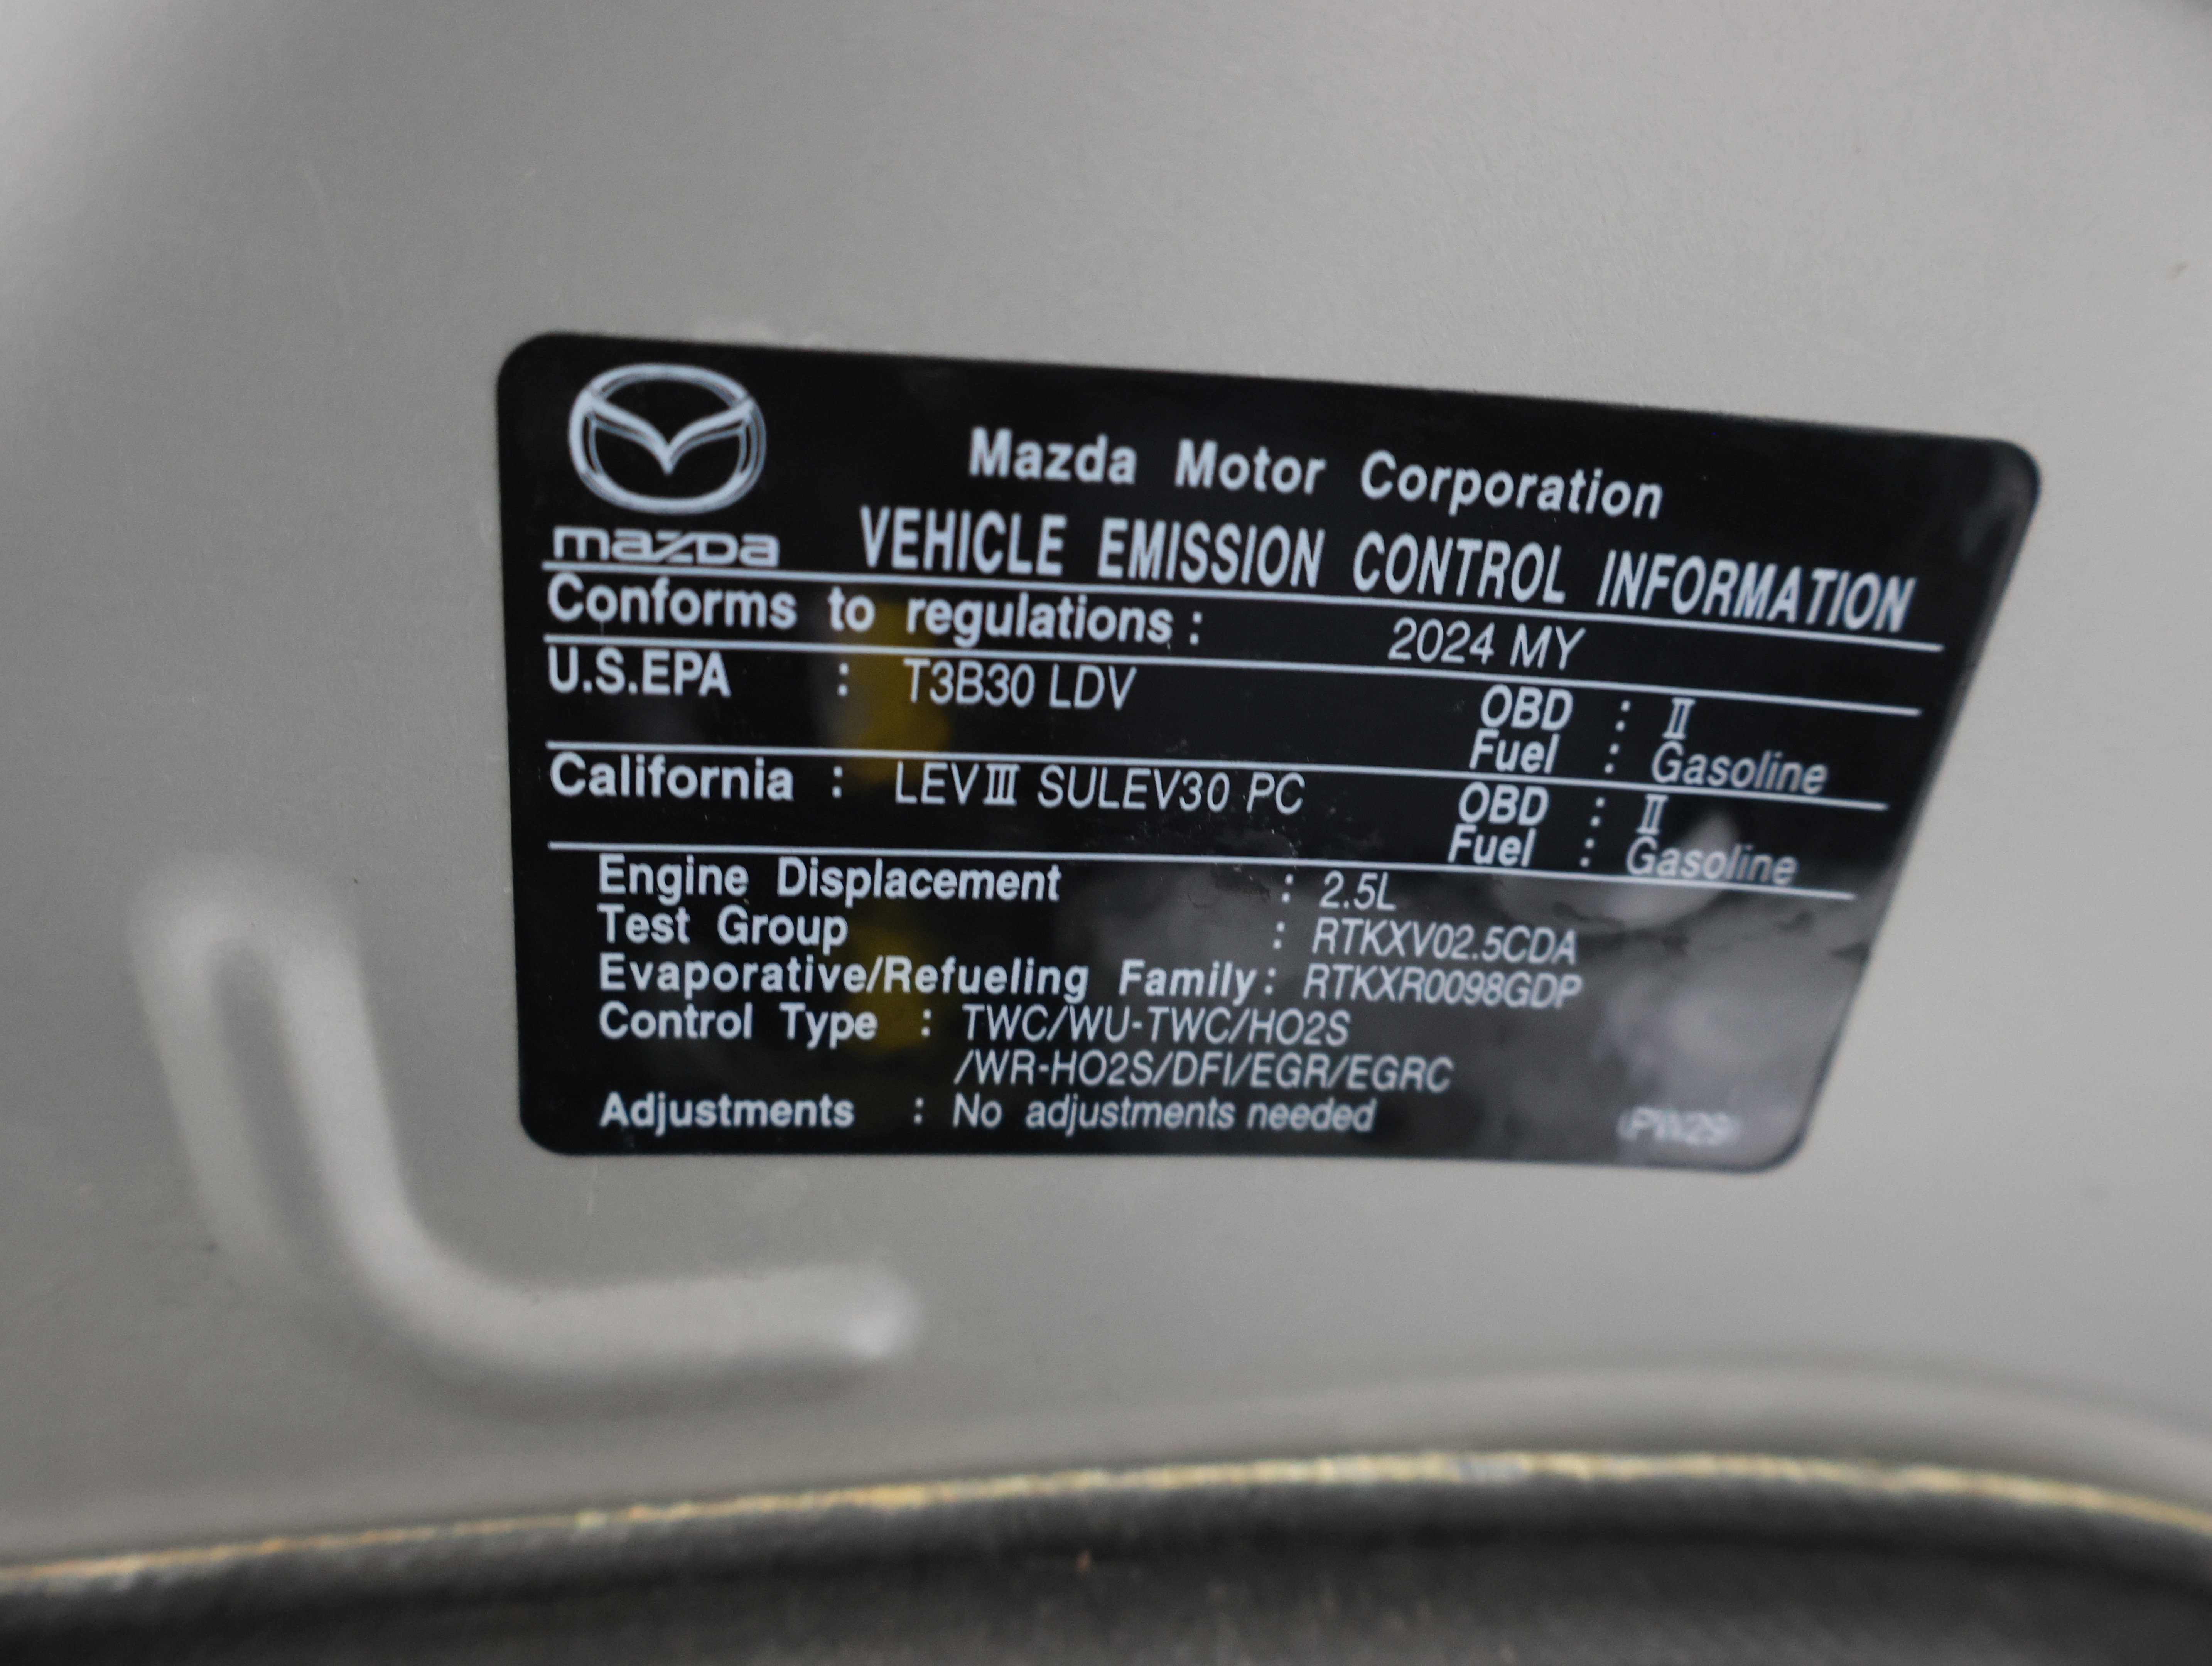 Mazda Motor Corporation
mazda VEHICLE EMISSION CONTROL INFORMATION
Conforms to regulations : 2024 MY
U.S.EPA : T3B30 LDV OBD : II
Fuel : Gasoline
California : LEVIII SULEV30 PC OBD : II
Fuel : Gasoline
Engine Displacement : 2.5L
Test Group : RTKXV02.5CDA
Evaporative/Refueling Family : RTKXR0098GDP
Control Type : TWC/WU-TWC/HO2S
/WR-HO2S/DFI/EGR/EGRC
Adjustments : No adjustments needed